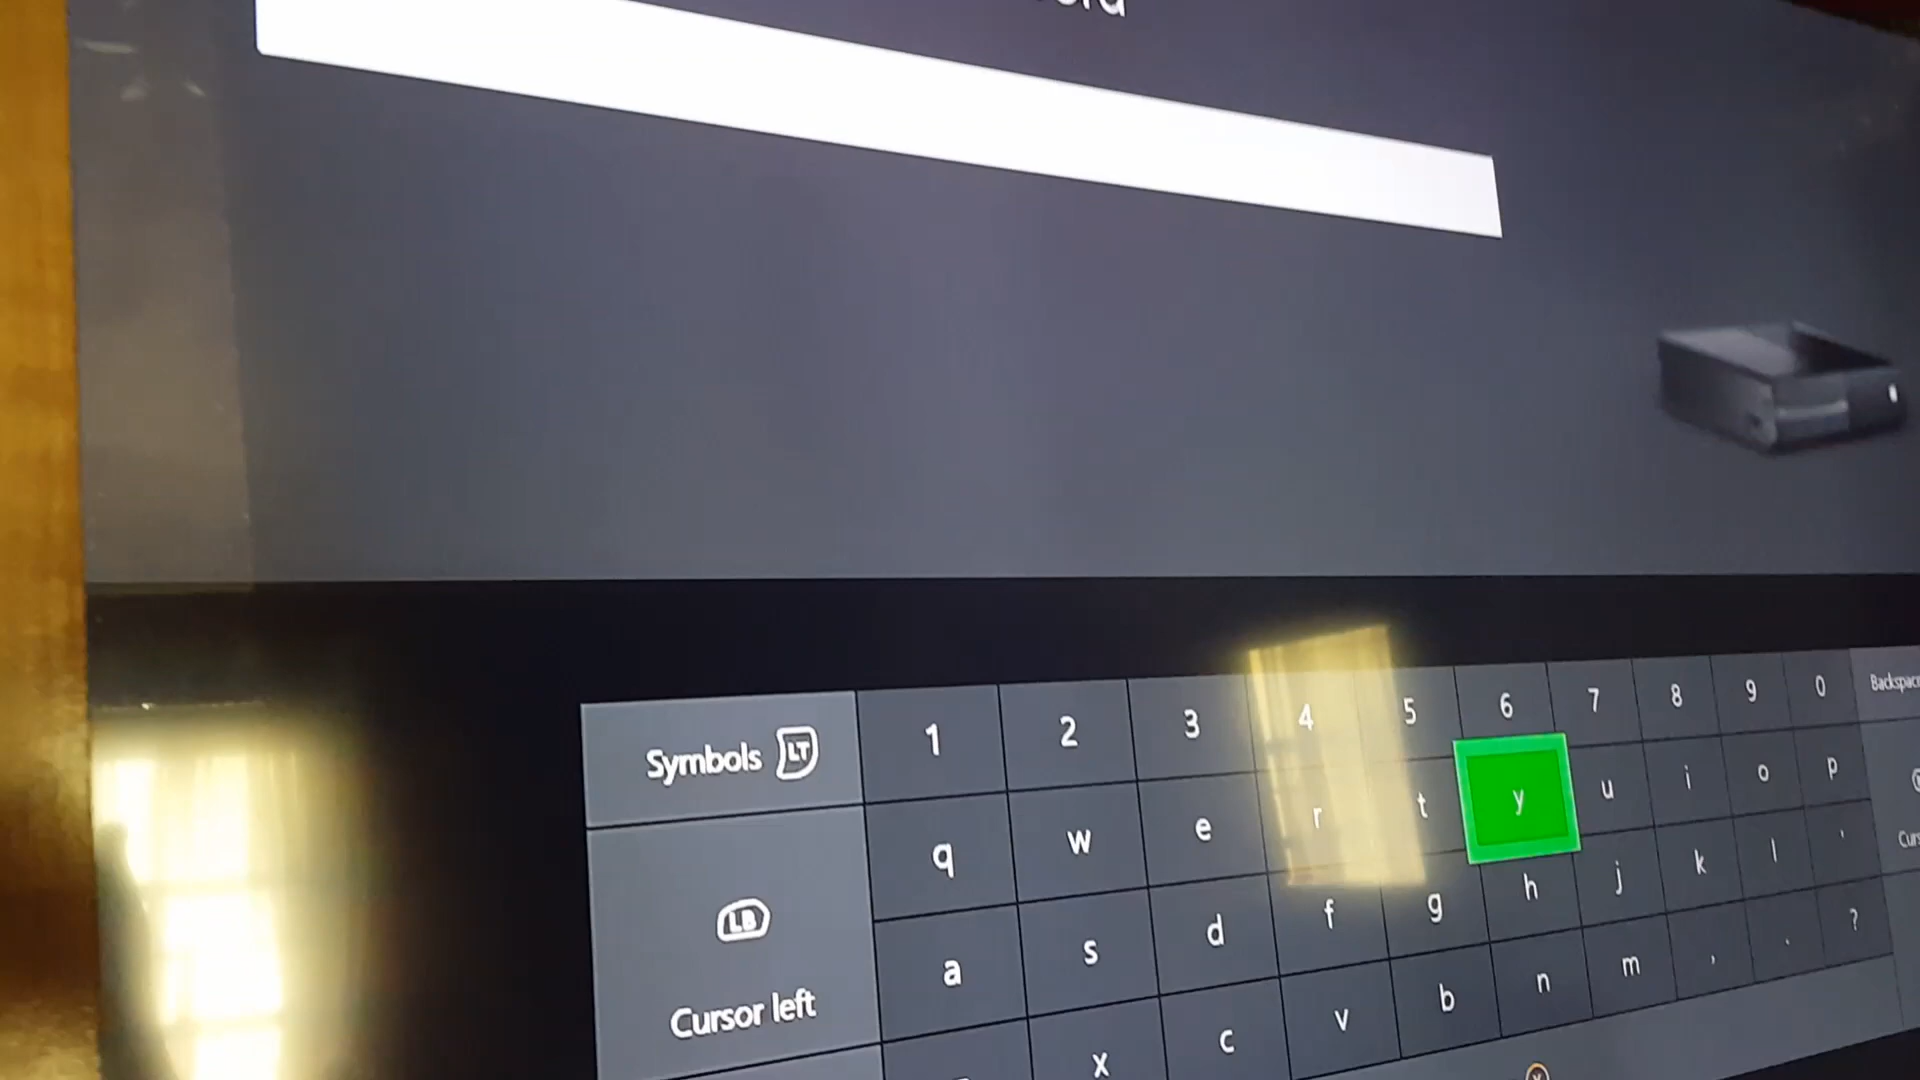 Symbols LT 1 2 3 4 5 6 7 8 9 0
q w e r t y u i o p
LB
a s d f g h j k l '
Cursor left
x c v b n m , . ?